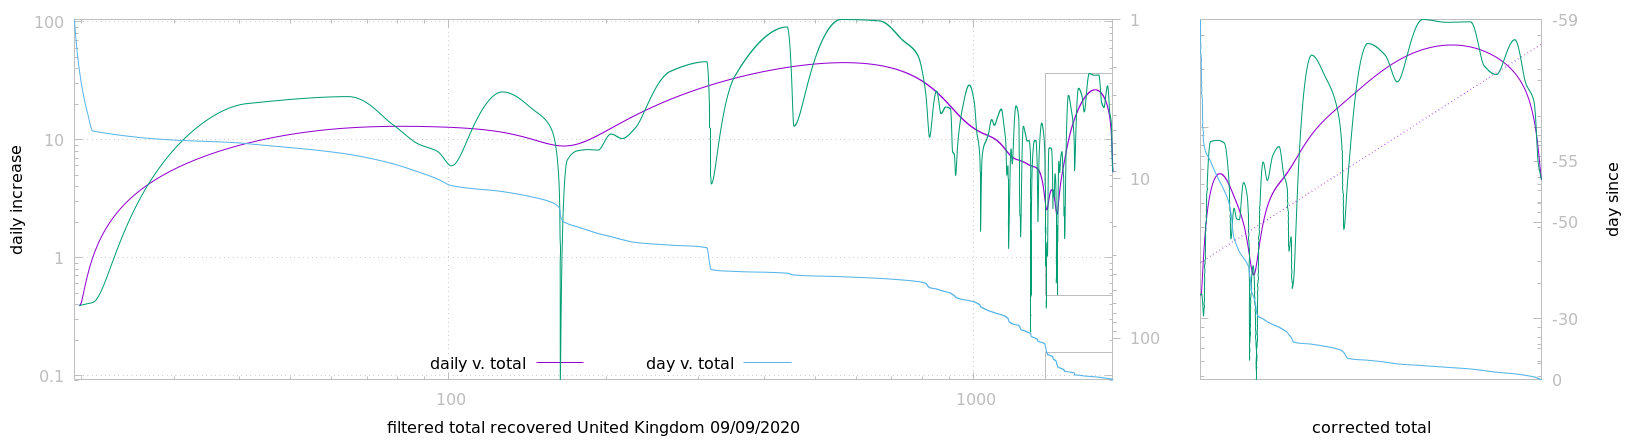 100
10
1
0.1
daily increase
100
1000
1
10
100
daily v. total
day v. total
filtered total recovered United Kingdom 09/09/2020
-59
-55
-50
-30
0
day since
corrected total